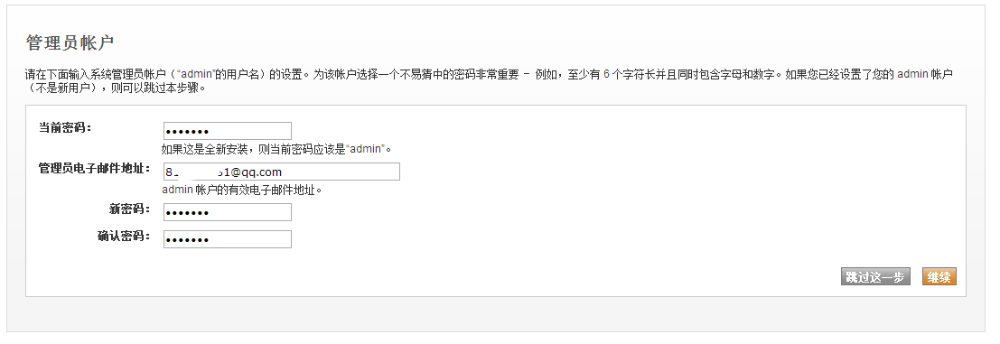 管理员帐户
请在下面输入系统管理员帐户（“admin”的用户名）的设置。为该帐户选择一个不易猜中的密码非常重要 – 例如，至少有 6 个字符长并且同时包含字母和数字。如果您已经设置了您的 admin 帐户
（不是新用户），则可以跳过本步骤。
当前密码： •••••••
如果这是全新安装，则当前密码应该是“admin”。
管理员电子邮件地址： 1@qq.com
admin 帐户的有效电子邮件地址。
新密码： •••••••
确认密码： •••••••
跳过这一步 继续